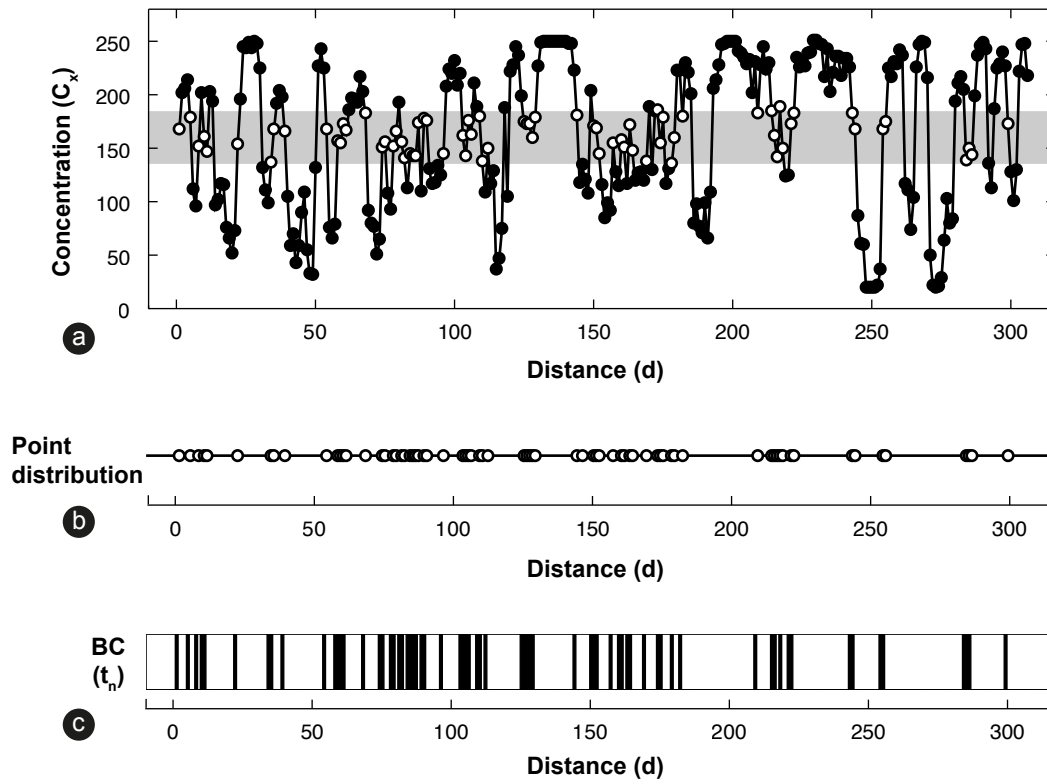 Concentration (Cₓ)
250
200
150
100
50
0
0 50 100 150 200 250 300
a
Distance (d)
Point
distribution
b
0 50 100 150 200 250 300
Distance (d)
BC
(tₙ)
c
0 50 100 150 200 250 300
Distance (d)